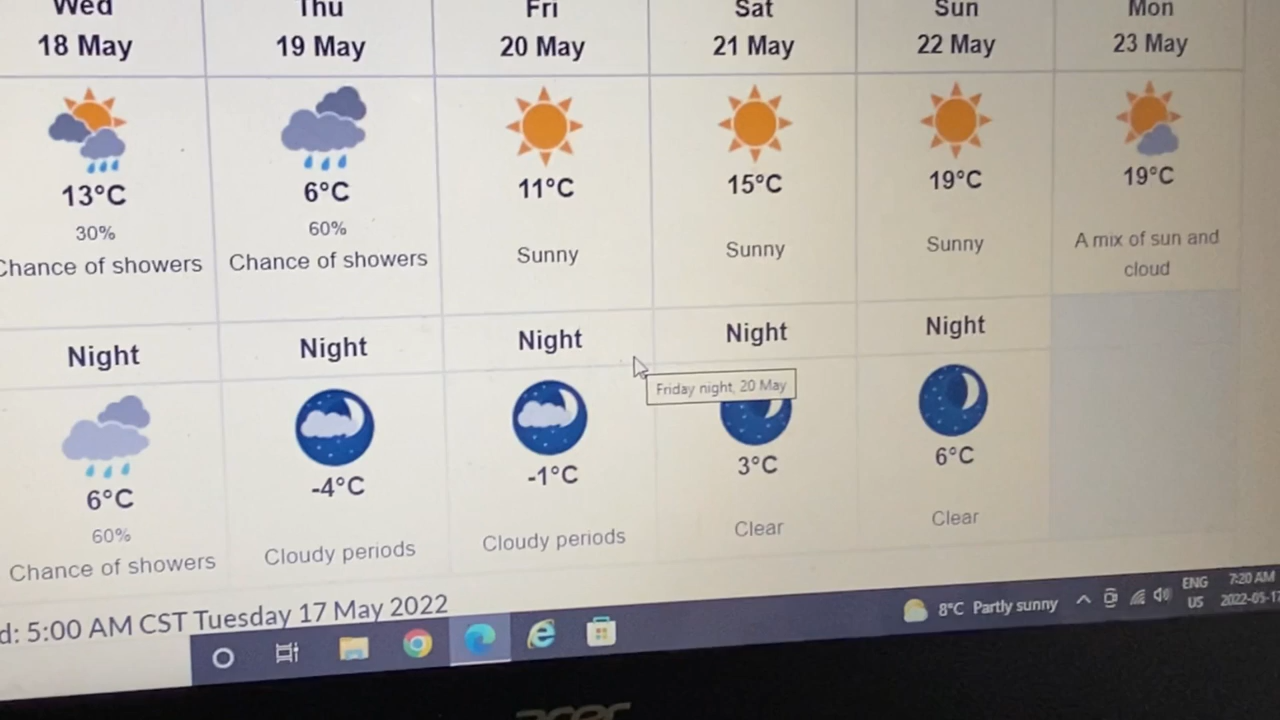 Wed Thu Fri Sat Sun Mon
18 May 19 May 20 May 21 May 22 May 23 May
13°C 6°C 11°C 15°C 19°C 19°C
30% 60%
Chance of showers Chance of showers Sunny Sunny Sunny A mix of sun and
cloud
Night Night Night Night Night
Friday night, 20 May
6°C -4°C -1°C 3°C 6°C
60%
Chance of showers Cloudy periods Cloudy periods Clear Clear
d: 5:00 AM CST Tuesday 17 May 2022
8°C Partly sunny ENG 7:20 AM
US 2022-05-17
acer